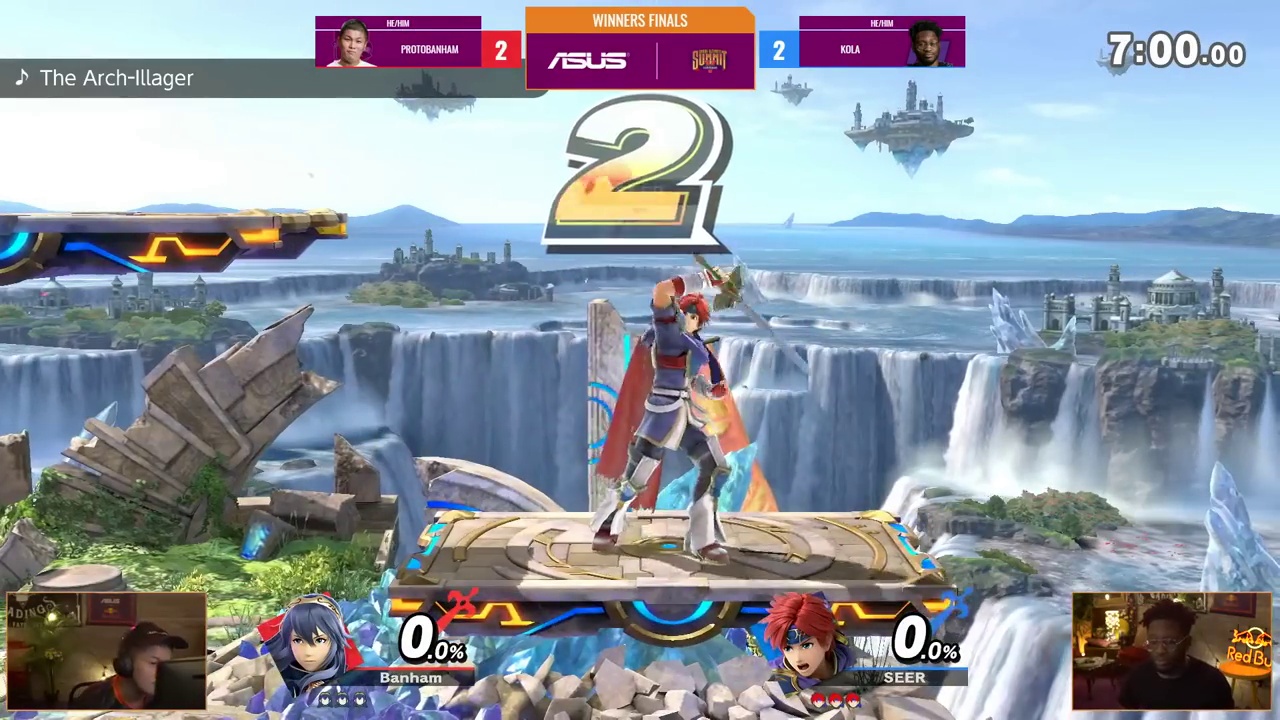 HE/HIM
PROTOBANHAM
2
WINNERS FINALS
ASUS
SUMMIT
2
HE/HIM
KOLA
7:00.00
♪ The Arch-Illager
2
0.0%
Banham
0.0%
SEER
RedBu